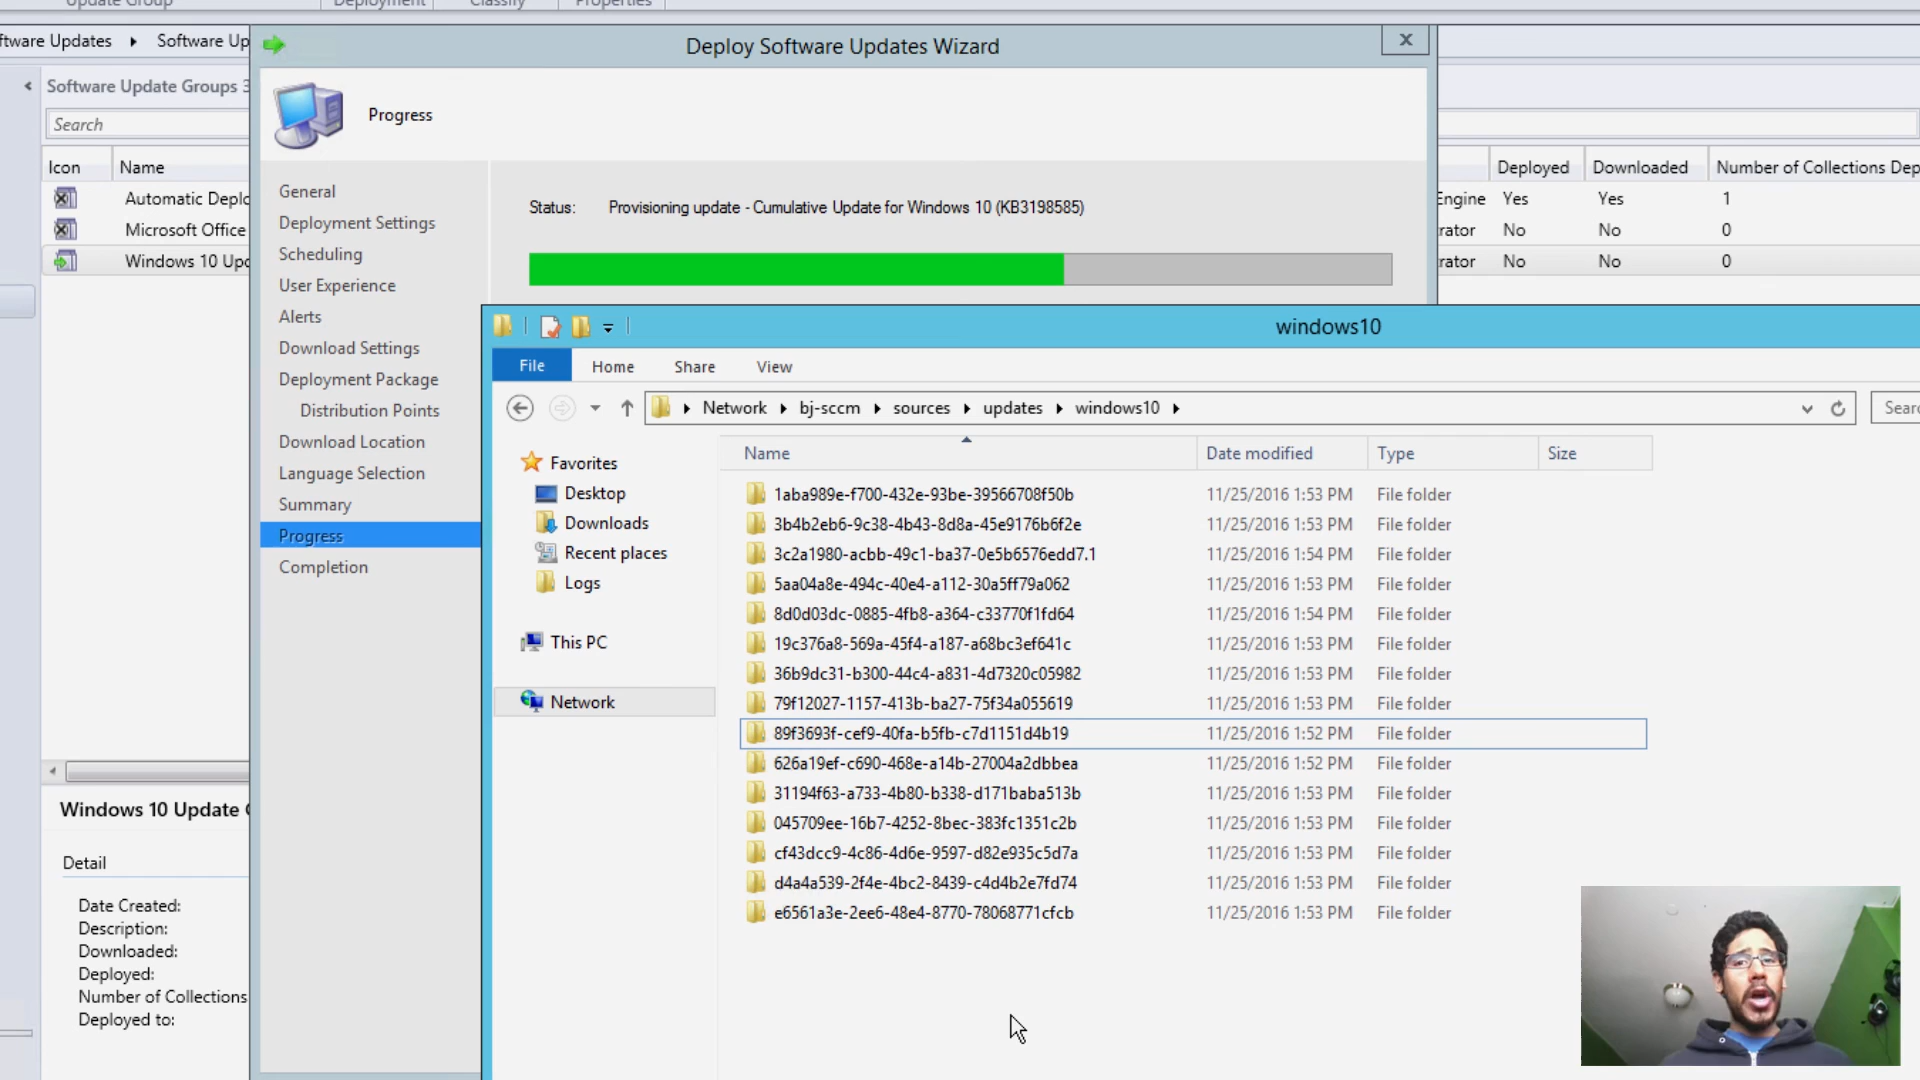 Update Group
Deployment
Classify
Properties
ftware Updates
Software Up
Deploy Software Updates Wizard
Software Update Groups 3
Search
Progress
Icon
Name
Deployed
Downloaded
Number of Collections Dep
Automatic Deplo
Engine
Yes
Yes
1
Microsoft Office
rator
No
No
0
Windows 10 Upd
rator
No
No
0
General
Deployment Settings
Scheduling
User Experience
Alerts
Download Settings
Deployment Package
Distribution Points
Download Location
Language Selection
Summary
Progress
Completion
Status:
Provisioning update - Cumulative Update for Windows 10 (KB3198585)
windows10
File
Home
Share
View
Network
bj-sccm
sources
updates
windows10
Searc
Favorites
Desktop
Downloads
Recent places
Logs
This PC
Network
Name
Date modified
Type
Size
1aba989e-f700-432e-93be-39566708f50b 11/25/2016 1:53 PM File folder
3b4b2eb6-9c38-4b43-8d8a-45e9176b6f2e 11/25/2016 1:53 PM File folder
3c2a1980-acbb-49c1-ba37-0e5b6576edd7.1 11/25/2016 1:54 PM File folder
5aa04a8e-494c-40e4-a112-30a5ff79a062 11/25/2016 1:53 PM File folder
8d0d03dc-0885-4fb8-a364-c33770f1fd64 11/25/2016 1:54 PM File folder
19c376a8-569a-45f4-a187-a68bc3ef641c 11/25/2016 1:53 PM File folder
36b9dc31-b300-44c4-a831-4d7320c05982 11/25/2016 1:53 PM File folder
79f12027-1157-413b-ba27-75f34a055619 11/25/2016 1:53 PM File folder
89f3693f-cef9-40fa-b5fb-c7d1151d4b19 11/25/2016 1:52 PM File folder
626a19ef-c690-468e-a14b-27004a2dbbea 11/25/2016 1:52 PM File folder
31194f63-a733-4b80-b338-d171baba513b 11/25/2016 1:53 PM File folder
045709ee-16b7-4252-8bec-383fc1351c2b 11/25/2016 1:53 PM File folder
cf43dcc9-4c86-4d6e-9597-d82e935c5d7a 11/25/2016 1:53 PM File folder
d4a4a539-2f4e-4bc2-8439-c4d4b2e7fd74 11/25/2016 1:53 PM File folder
e6561a3e-2ee6-48e4-8770-78068771cfcb 11/25/2016 1:53 PM File folder
Windows 10 Update
Detail
Date Created:
Description:
Downloaded:
Deployed:
Number of Collections
Deployed to: